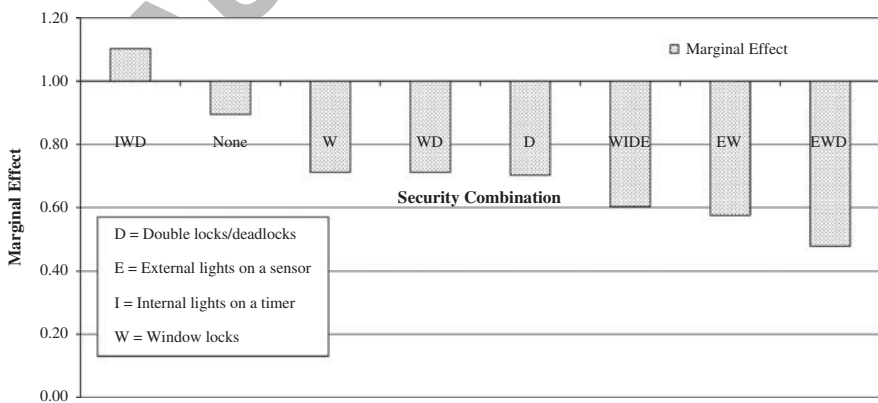 1.20
Marginal Effect
1.00
0.80
IWD None W WD D WIDE EW EWD
Security Combination
0.60
Marginal Effect
D = Double locks/deadlocks
E = External lights on a sensor
I = Internal lights on a timer
W = Window locks
0.40
0.20
0.00